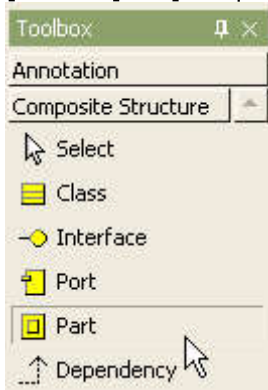 Toolbox
Annotation
Composite Structure
Select
Class
Interface
Port
Part
Dependency